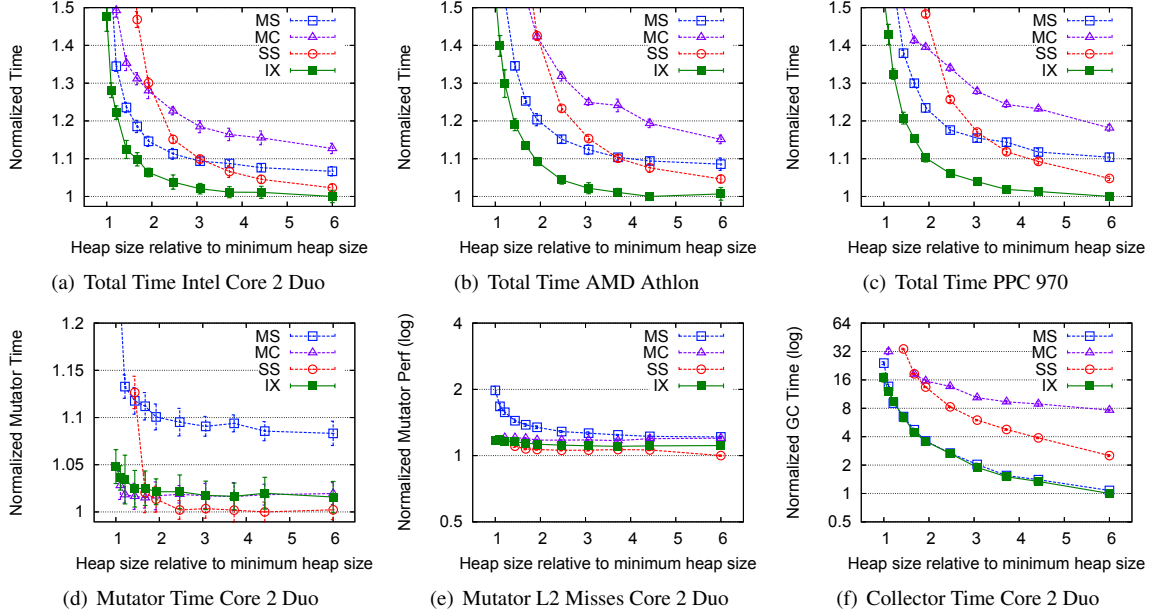 1.5
1.4
1.3
1.2
1.1
1
Normalized Time
MS
MC
SS
IX
1 2 3 4 5 6
Heap size relative to minimum heap size
(a) Total Time Intel Core 2 Duo
1.5
1.4
1.3
1.2
1.1
1
Normalized Time
MS
MC
SS
IX
1 2 3 4 5 6
Heap size relative to minimum heap size
(b) Total Time AMD Athlon
1.5
1.4
1.3
1.2
1.1
1
Normalized Time
MS
MC
SS
IX
1 2 3 4 5 6
Heap size relative to minimum heap size
(c) Total Time PPC 970
1.2
1.15
1.1
1.05
1
Normalized Mutator Time
MS
MC
SS
IX
1 2 3 4 5 6
Heap size relative to minimum heap size
(d) Mutator Time Core 2 Duo
4
2
1
0.5
Normalized Mutator Perf (log)
MS
MC
SS
IX
1 2 3 4 5 6
Heap size relative to minimum heap size
(e) Mutator L2 Misses Core 2 Duo
64
32
16
8
4
2
1
0.5
Normalized GC Time (log)
MS
MC
SS
IX
1 2 3 4 5 6
Heap size relative to minimum heap size
(f) Collector Time Core 2 Duo